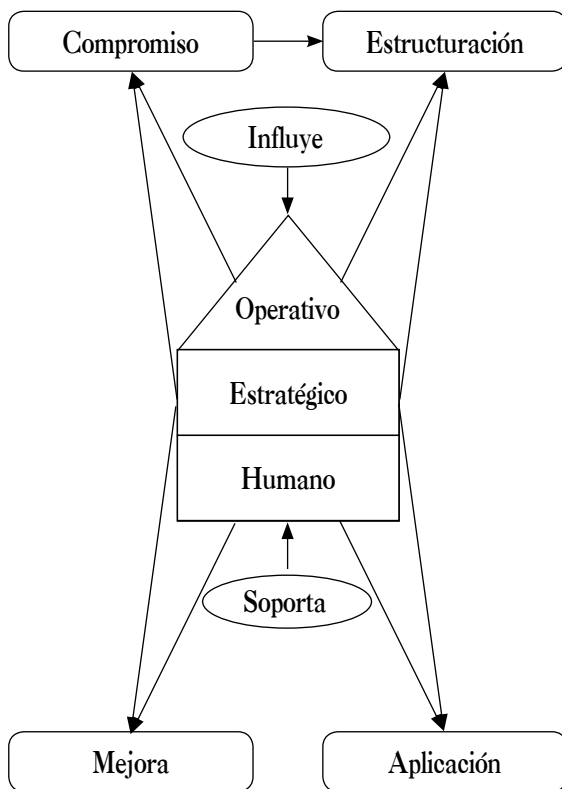 Compromiso
Estructuración
Influye
Operativo
Estratégico
Humano
Soporta
Mejora
Aplicación